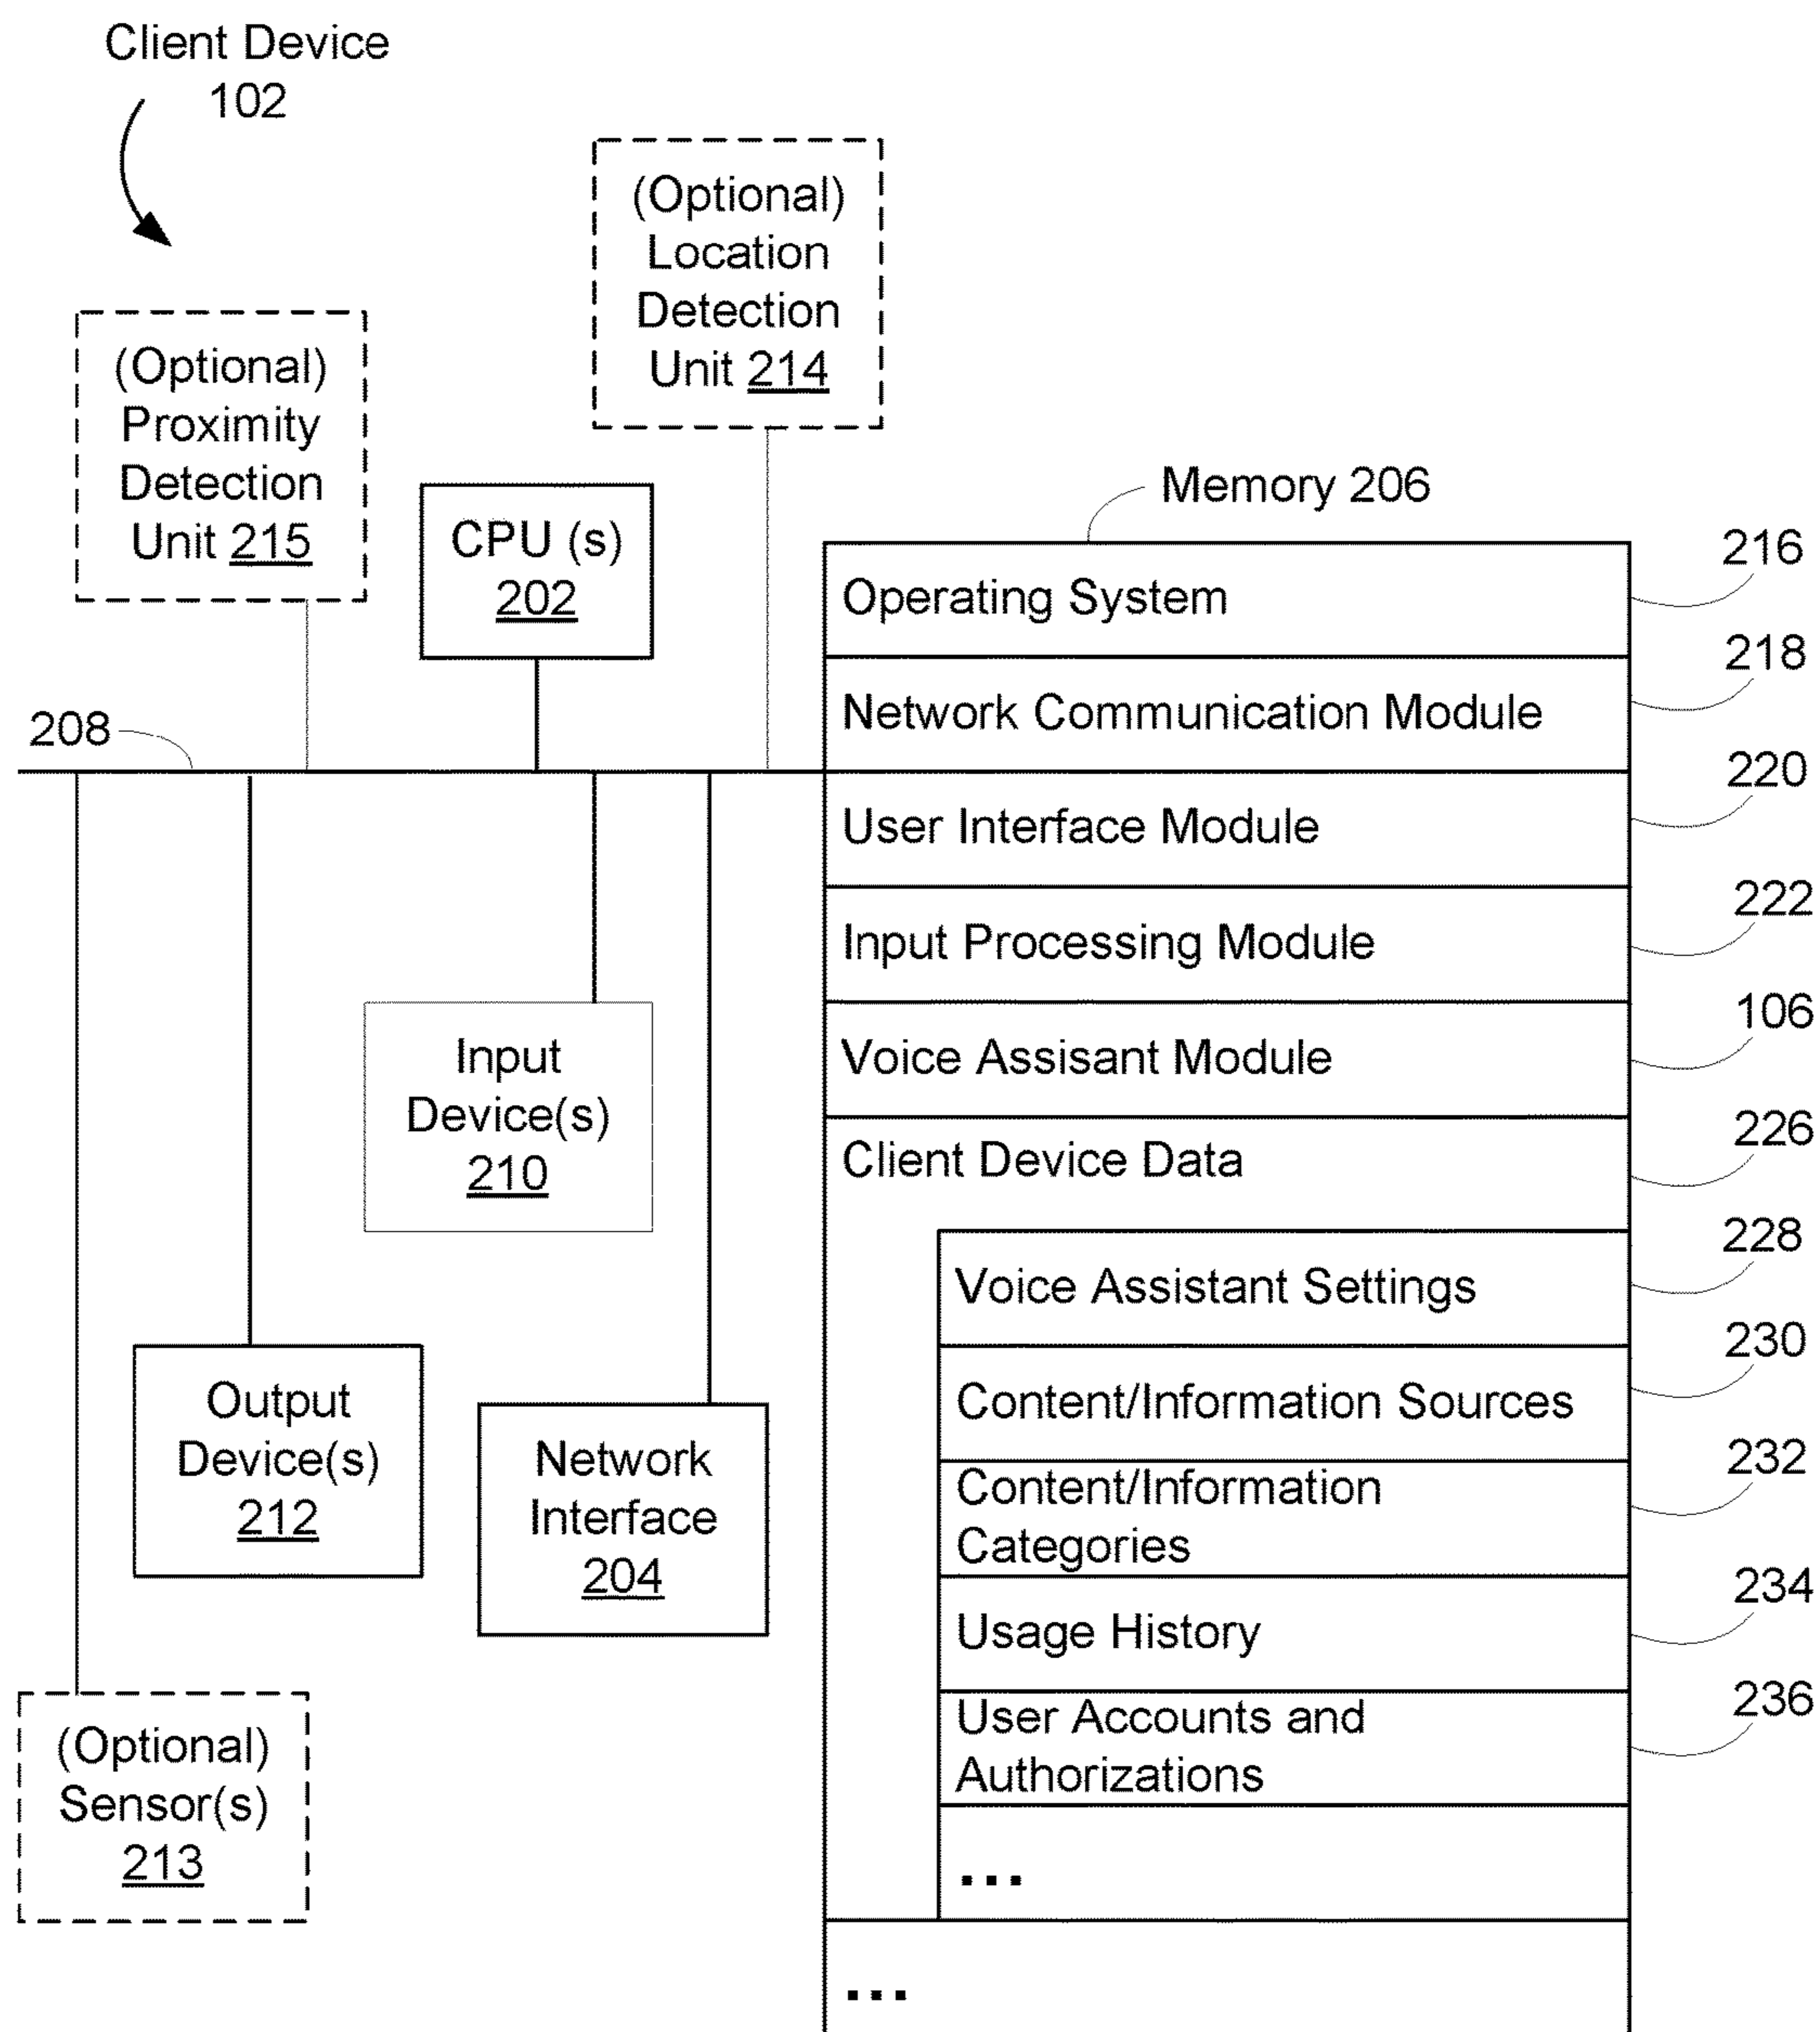 Client Device
102
(Optional)
Location
Detection
Unit 214
(Optional)
Proximity
Detection
Unit 215
CPU (s)
202
208
Memory 206
Operating System
216
Network Communication Module
218
User Interface Module
220
Input Processing Module
222
Voice Assisant Module
106
Client Device Data
226
Voice Assistant Settings
228
Content/Information Sources
230
Content/Information
Categories
232
Usage History
234
User Accounts and
Authorizations
236
...
...
Input
Device(s)
210
Output
Device(s)
212
Network
Interface
204
(Optional)
Sensor(s)
213